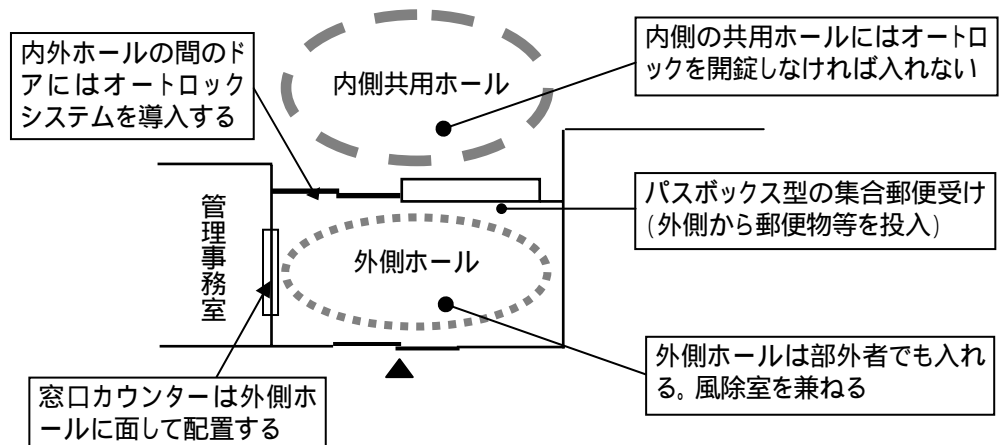 内外ホールの間のド
アにはオートロック
システムを導入する
内側共用ホール
内側の共用ホールにはオートロ
ックを開錠しなければ入れない
パスボックス型の集合郵便受け
(外側から郵便物等を投入)
管理事務室
外側ホール
外側ホールは部外者でも入れ
る。風除室を兼ねる
窓口カウンターは外側ホ
ールに面して配置する